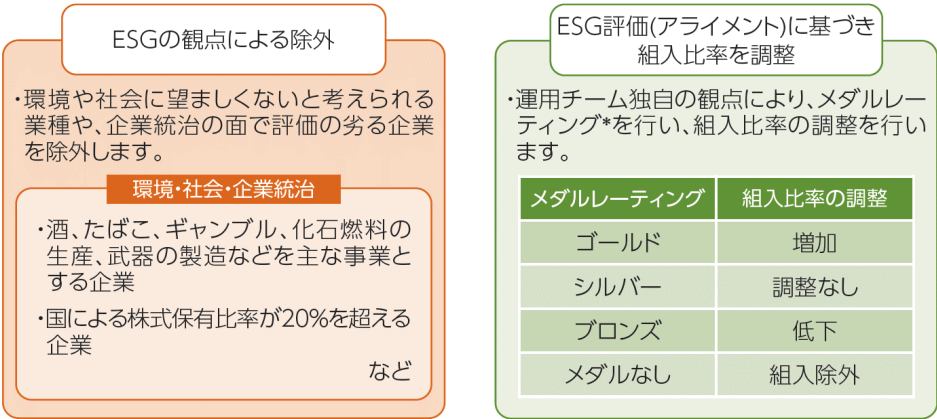 ESGの観点による除外
・環境や社会に望ましくないと考えられる
業種や、企業統治の面で評価の劣る企業
を除外します。
環境・社会・企業統治
・酒、たばこ、ギャンブル、化石燃料の
生産、武器の製造などを主な事業と
する企業
・国による株式保有比率が20%を超える
企業
など
ESG評価(アライメント)に基づき
組入比率を調整
・運用チーム独自の観点により、メダルレー
ティング*を行い、組入比率の調整を行い
ます。
メダルレーティング 組入比率の調整
ゴールド 増加
シルバー 調整なし
ブロンズ 低下
メダルなし 組入除外